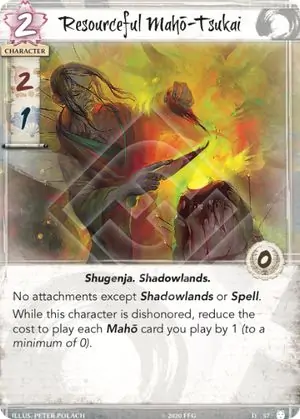 2
Resourceful Mahō-Tsukai
CHARACTER
2
1
0
Shugenja. Shadowlands.
No attachments except Shadowlands or Spell.
While this character is dishonored, reduce the
cost to play each Mahō card you play by 1 (to a
minimum of 0).
ILLUS: PETER POLACH
© 2020 FFG